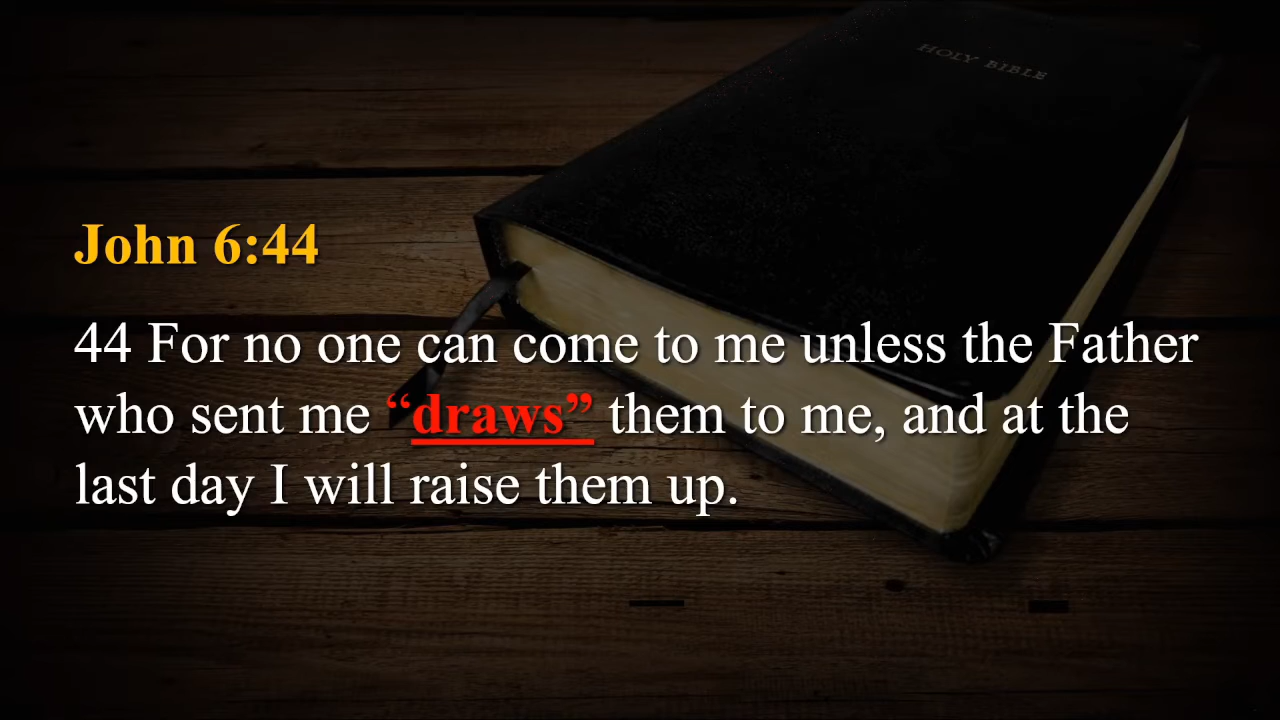 HOLY BIBLE
John 6:44
44 For no one can come to me unless the Father
who sent me “draws” them to me, and at the
last day I will raise them up.